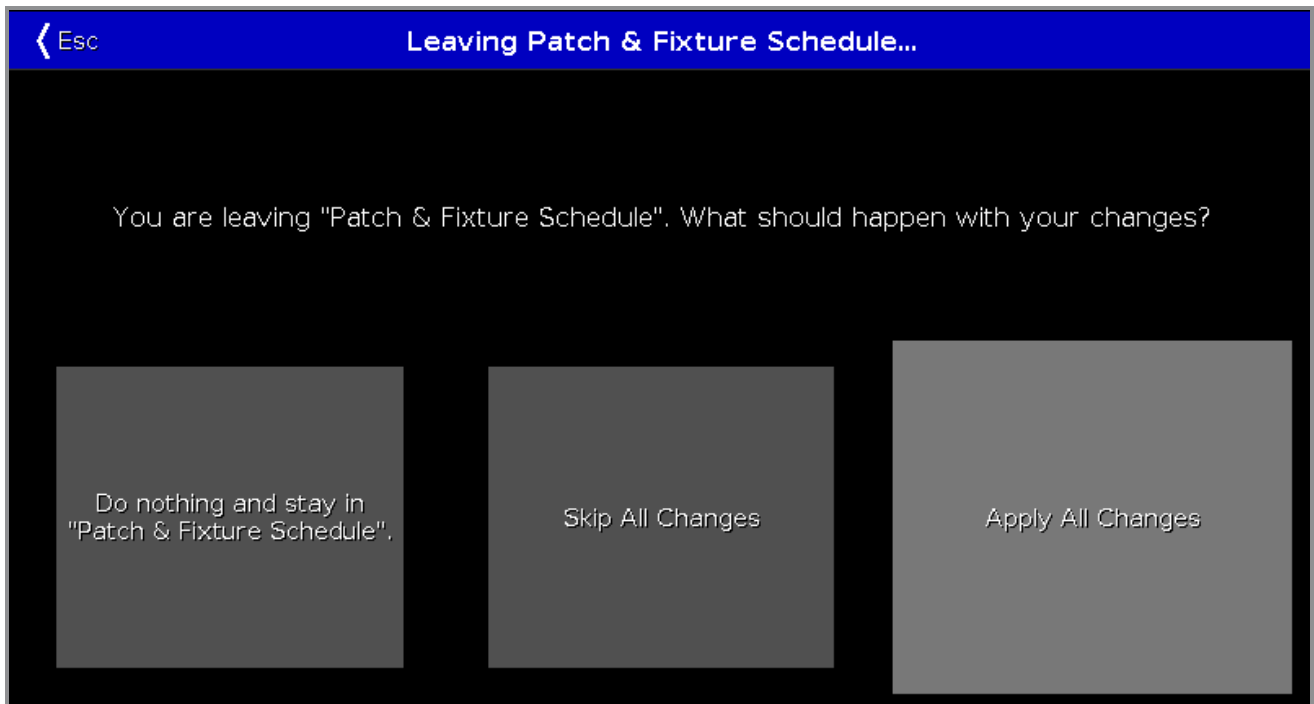 Esc
Leaving Patch & Fixture Schedule...
You are leaving "Patch & Fixture Schedule". What should happen with your changes?
Do nothing and stay in
"Patch & Fixture Schedule".
Skip All Changes
Apply All Changes